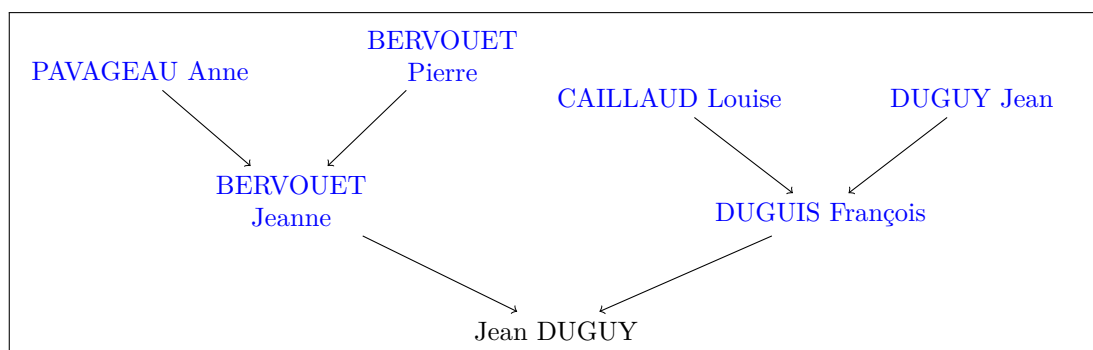 PAVAGEAU Anne
BERVOUET
Pierre
CAILLAUD Louise
DUGUY Jean
BERVOUET
Jeanne
DUGUIS François
Jean DUGUY